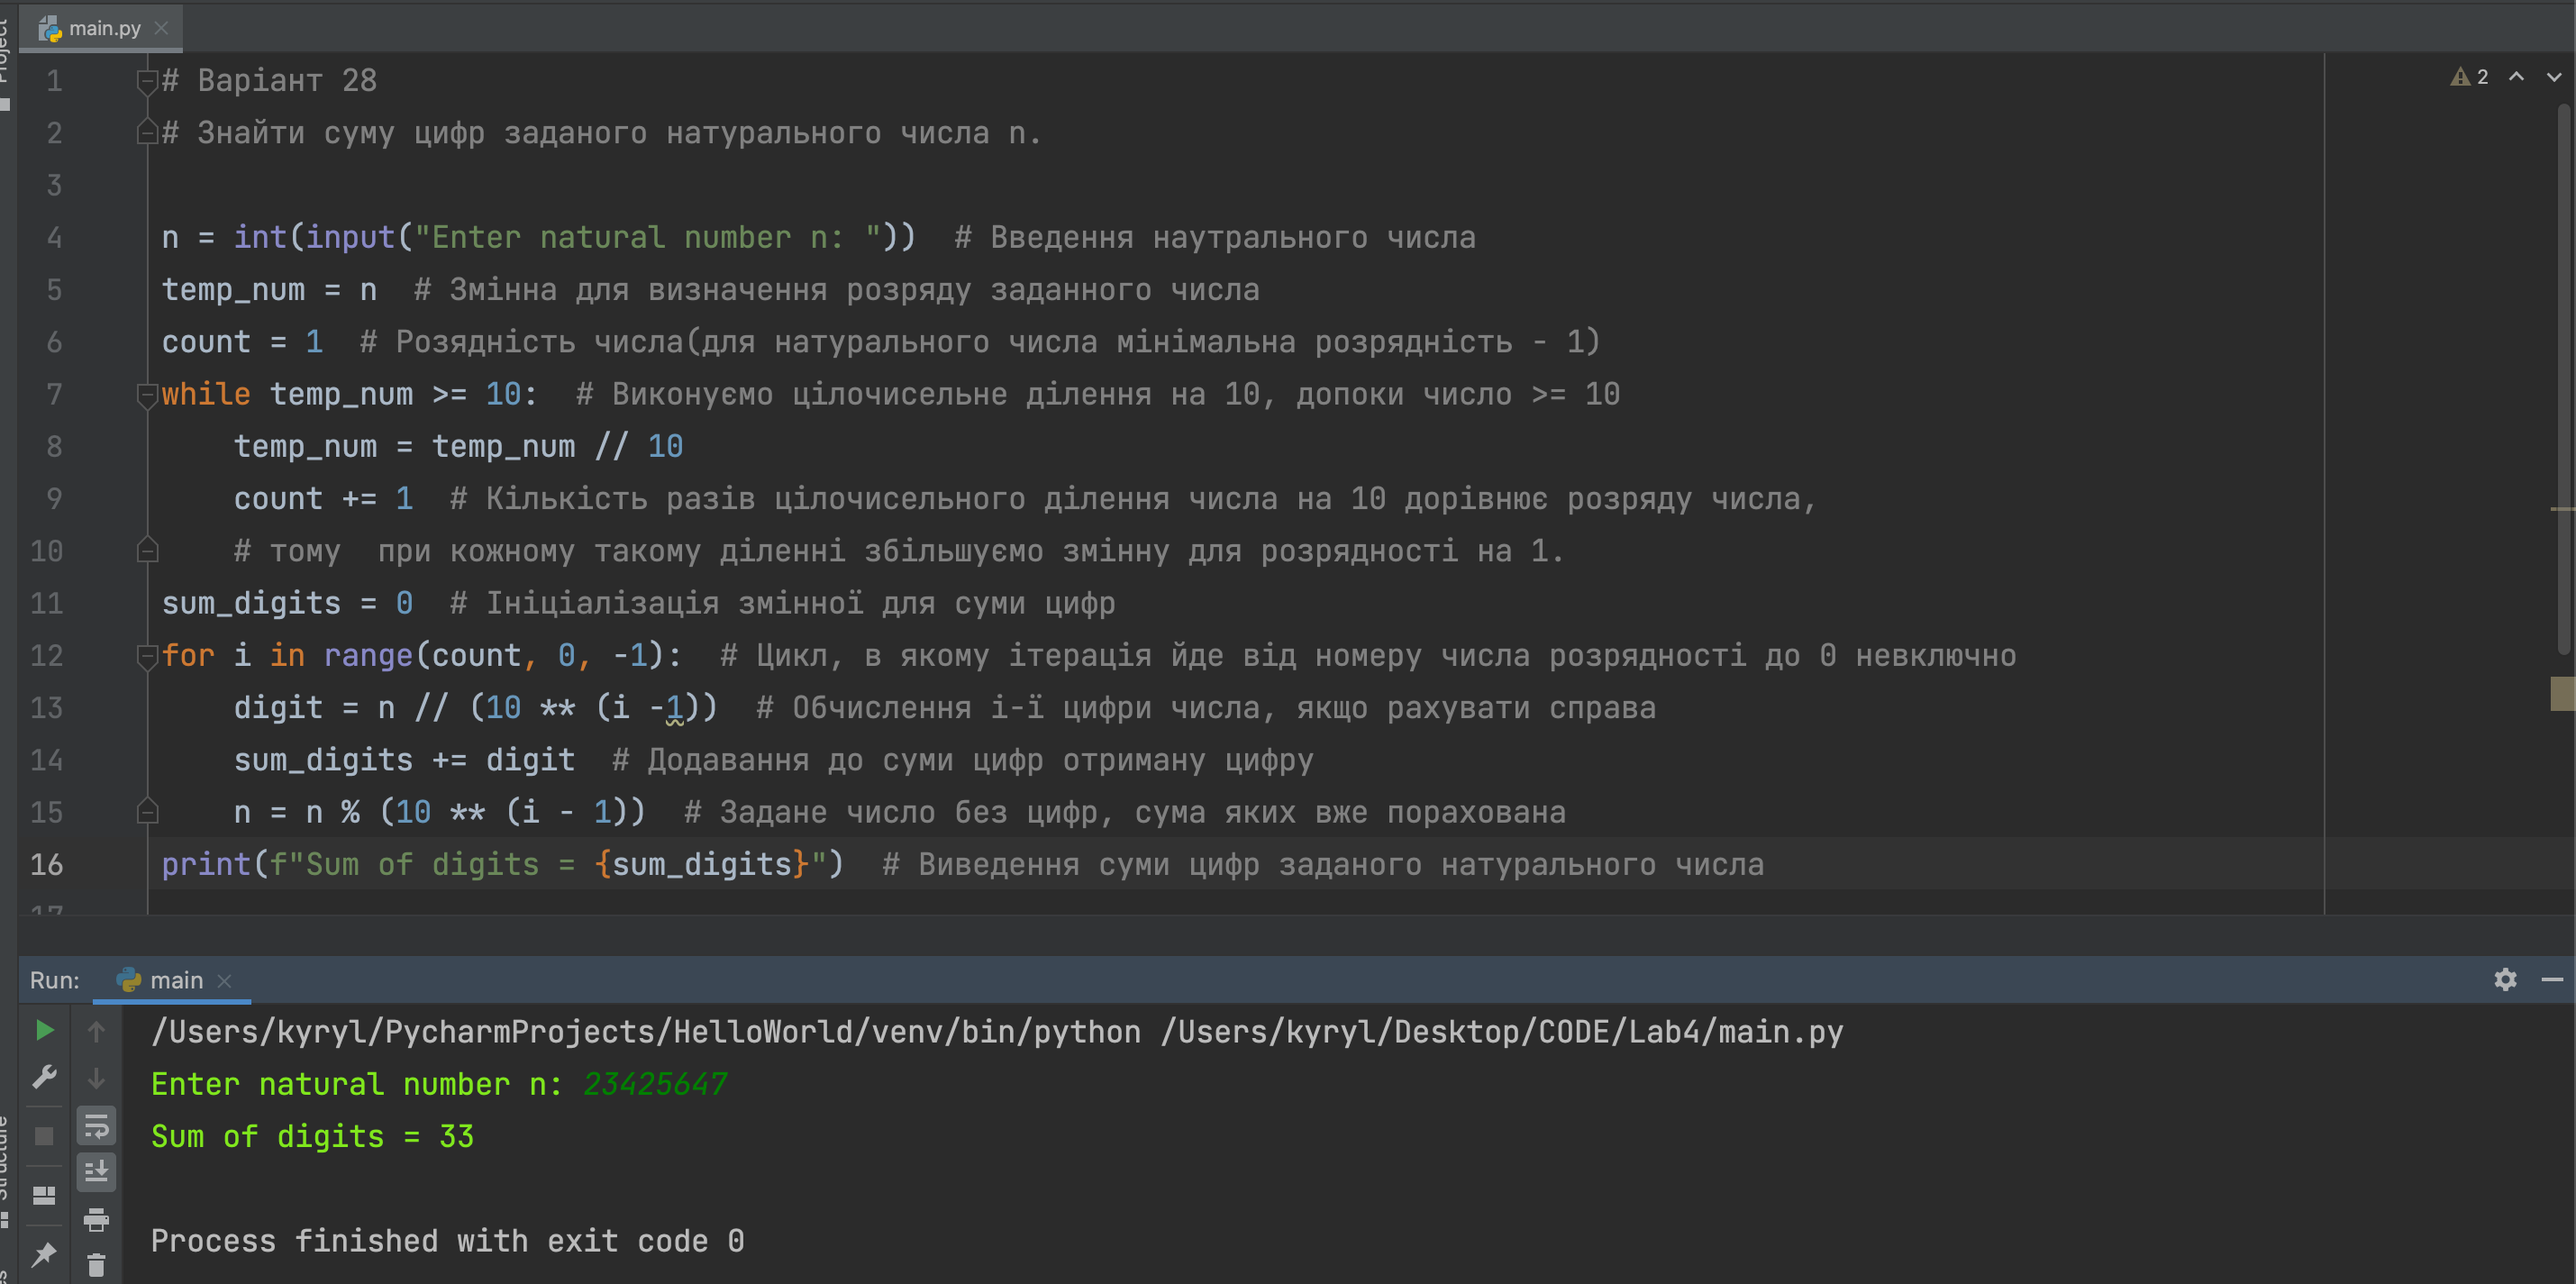 main.py
1 # Варіант 28
2 # Знайти суму цифр заданого натурального числа n.
3
4 n = int(input("Enter natural number n: "))  # Введення наутрального числа
5 temp_num = n  # Змінна для визначення розряду заданного числа
6 count = 1  # Розядність числа(для натурального числа мінімальна розрядність - 1)
7 while temp_num >= 10:  # Виконуємо цілочисельне ділення на 10, допоки число >= 10
8     temp_num = temp_num // 10
9     count += 1  # Кількість разів цілочисельного ділення числа на 10 дорівнює розряду числа,
10     # тому  при кожному такому діленні збільшуємо змінну для розрядності на 1.
11 sum_digits = 0  # Ініціалізація змінної для суми цифр
12 for i in range(count, 0, -1):  # Цикл, в якому ітерація йде від номеру числа розрядності до 0 невключно
13     digit = n // (10 ** (i -1))  # Обчислення і-ї цифри числа, якщо рахувати справа
14     sum_digits += digit  # Додавання до суми цифр отриману цифру
15     n = n % (10 ** (i - 1))  # Задане число без цифр, сума яких вже порахована
16 print(f"Sum of digits = {sum_digits}")  # Виведення суми цифр заданого натурального числа
17
2
Project
Structure
Run: main
/Users/kyryl/PycharmProjects/HelloWorld/venv/bin/python /Users/kyryl/Desktop/CODE/Lab4/main.py
Enter natural number n: 23425647
Sum of digits = 33
Process finished with exit code 0